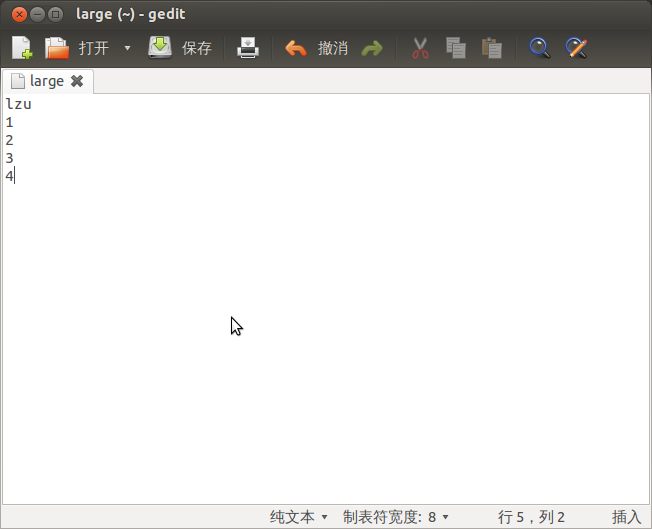 large (~) - gedit
打开 保存 撤消
large
lzu
1
2
3
4
纯文本 制表符宽度: 8 行 5，列 2 插入